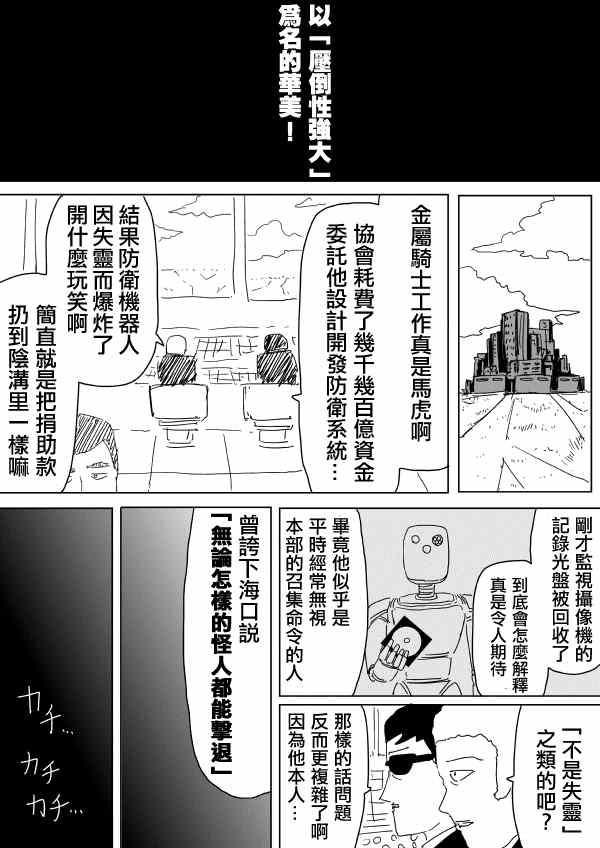 以「壓倒性強大」
為名的華美！
金屬騎士工作真是馬虎啊
協會耗費了幾千幾百億資金
委託他設計開發防衛系統…
結果防衛機器人
因失靈而爆炸了
開什麼玩笑啊
簡直就是把捐助款
扔到陰溝里一樣嘛
剛才監視攝像機的
記錄光盤被回收了
到底會怎麼解釋
真是令人期待
畢竟他似乎是
平時經常無視
本部的召集命令的人
「不是失靈」
之類的吧？
那樣的話問題
反而更複雜了啊
因為他本人…
曾誇下海口説
「無論怎樣的怪人都能擊退」
カチ…
カチ
カチ…